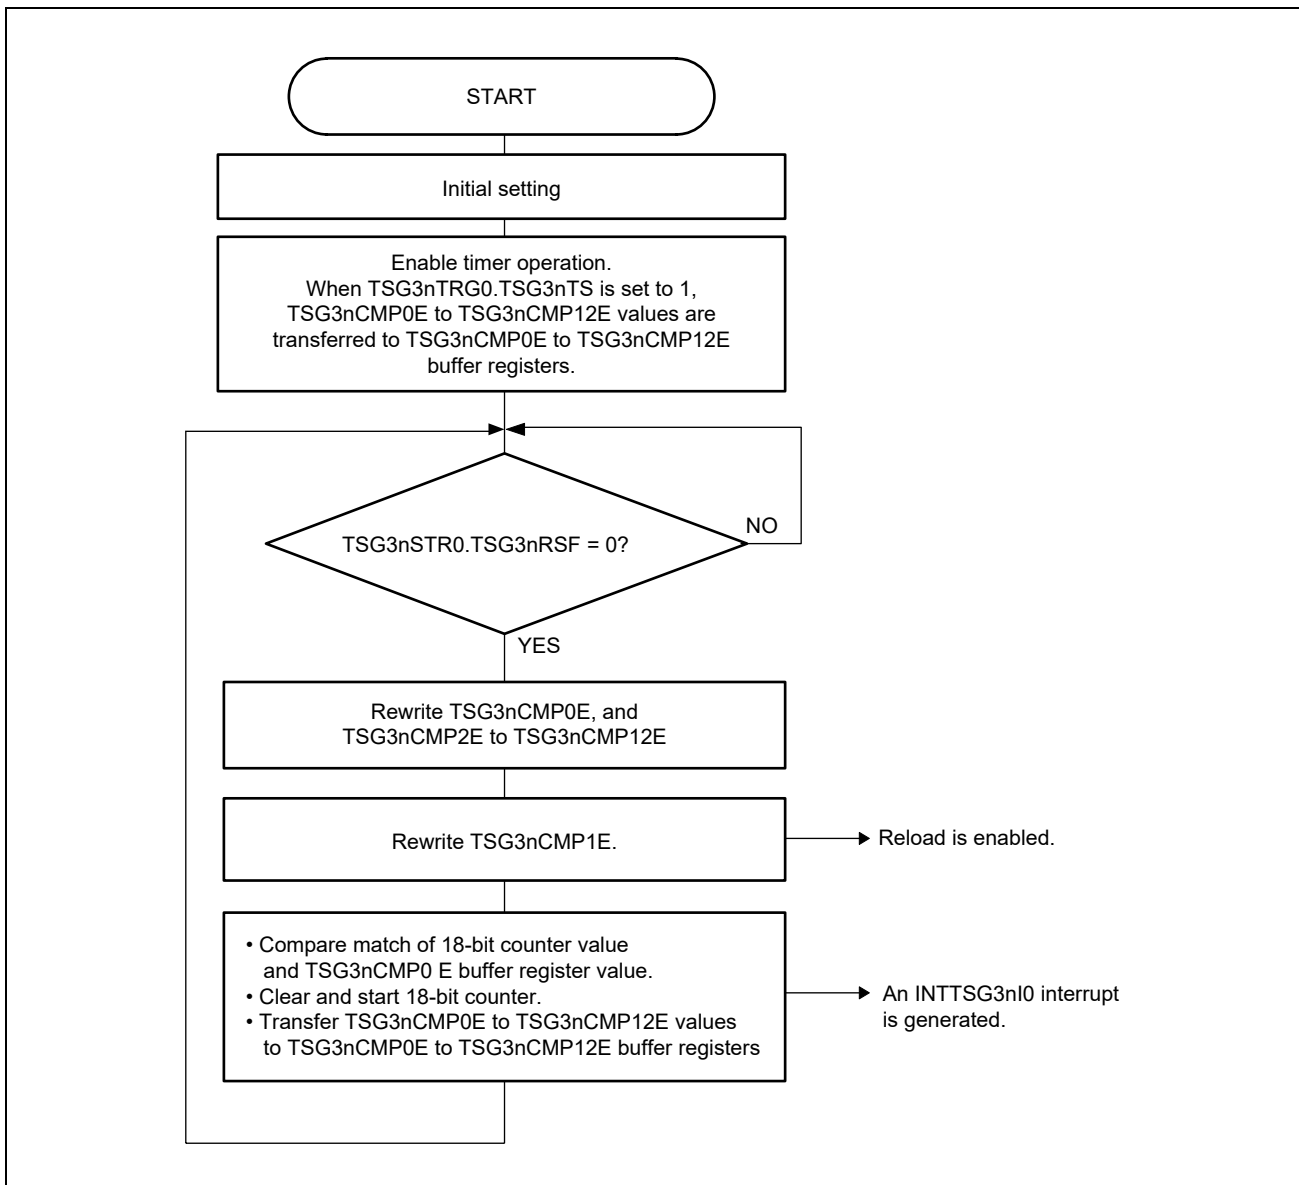 START
Initial setting
Enable timer operation.
When TSG3nTRG0.TSG3nTS is set to 1,
TSG3nCMP0E to TSG3nCMP12E values are
transferred to TSG3nCMP0E to TSG3nCMP12E
buffer registers.
TSG3nSTR0.TSG3nRSF = 0?
NO
YES
Rewrite TSG3nCMP0E, and
TSG3nCMP2E to TSG3nCMP12E
Rewrite TSG3nCMP1E.
Reload is enabled.
• Compare match of 18-bit counter value
and TSG3nCMP0 E buffer register value.
• Clear and start 18-bit counter.
• Transfer TSG3nCMP0E to TSG3nCMP12E values
to TSG3nCMP0E to TSG3nCMP12E buffer registers
An INTTSG3nI0 interrupt
is generated.